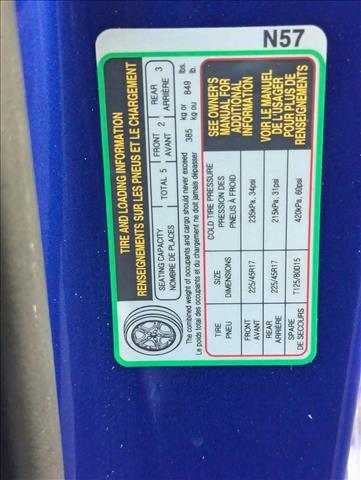 N57
TIRE AND LOADING INFORMATION
RENSEIGNEMENTS SUR LES PNEUS ET LE CHARGEMENT
SEATING CAPACITY TOTAL 5 FRONT 2 REAR 3
NOMBRE DE PLACES AVANT ARRIÈRE
The combined weight of occupants and cargo should never exceed 385 kg or 849 lbs.
Le poids total des occupants et du chargement ne doit jamais dépasser kg ou lb.
TIRE SIZE COLD TIRE PRESSURE
PNEU DIMENSIONS PRESSION DES PNEUS À FROID
FRONT 225/45R17 235kPa, 34psi
AVANT
REAR 225/45R17 215kPa, 31psi
ARRIÈRE
SPARE T125/80D15 420kPa, 60psi
DE SECOURS
SEE OWNER'S
MANUAL FOR
ADDITIONAL
INFORMATION
VOIR LE MANUEL
DE L'USAGER
POUR PLUS DE
RENSEIGNEMENTS